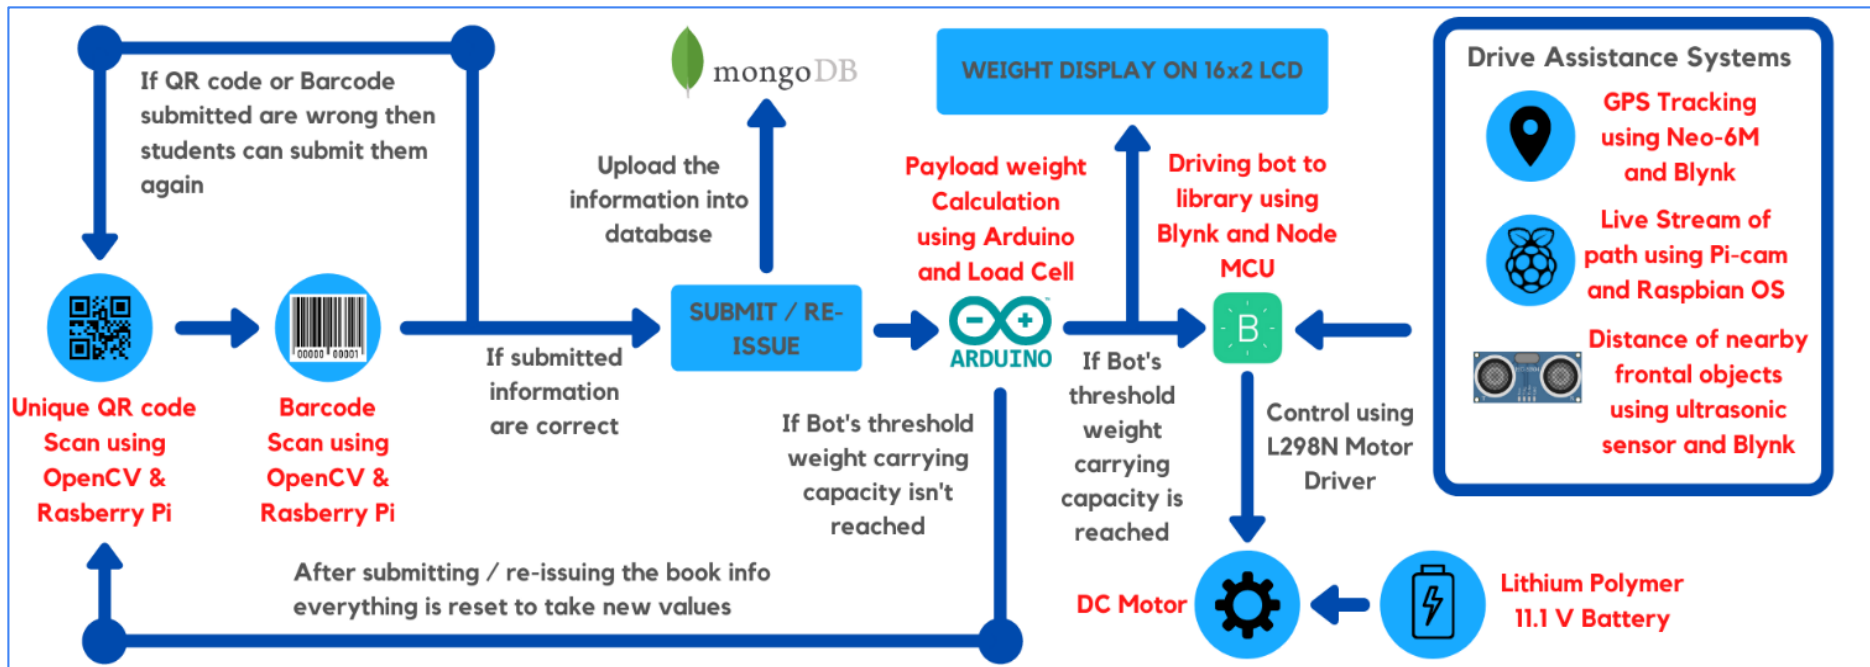 If QR code or Barcode
submitted are wrong then
students can submit them
again
mongoDB
WEIGHT DISPLAY ON 16x2 LCD
Drive Assistance Systems
GPS Tracking
using Neo-6M
and Blynk
Upload the
information into
database
Payload weight
Calculation
using Arduino
and Load Cell
Driving bot to
library using
Blynk and Node
MCU
Live Stream of
path using Pi-cam
and Raspbian OS
00000 00001
SUBMIT / RE-
ISSUE
ARDUINO
B
Distance of nearby
frontal objects
using ultrasonic
sensor and Blynk
Unique QR code
Scan using
OpenCV &
Rasberry Pi
Barcode
Scan using
OpenCV &
Rasberry Pi
If submitted
information
are correct
If Bot's threshold
weight carrying
capacity isn't
reached
If Bot's
threshold
weight
carrying
capacity is
reached
Control using
L298N Motor
Driver
After submitting / re-issuing the book info
everything is reset to take new values
DC Motor
Lithium Polymer
11.1 V Battery